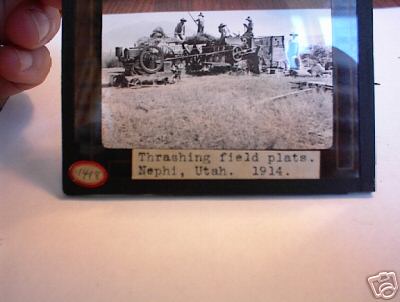 Thrashing field plats.
Nephi, Utah. 1914.
1418